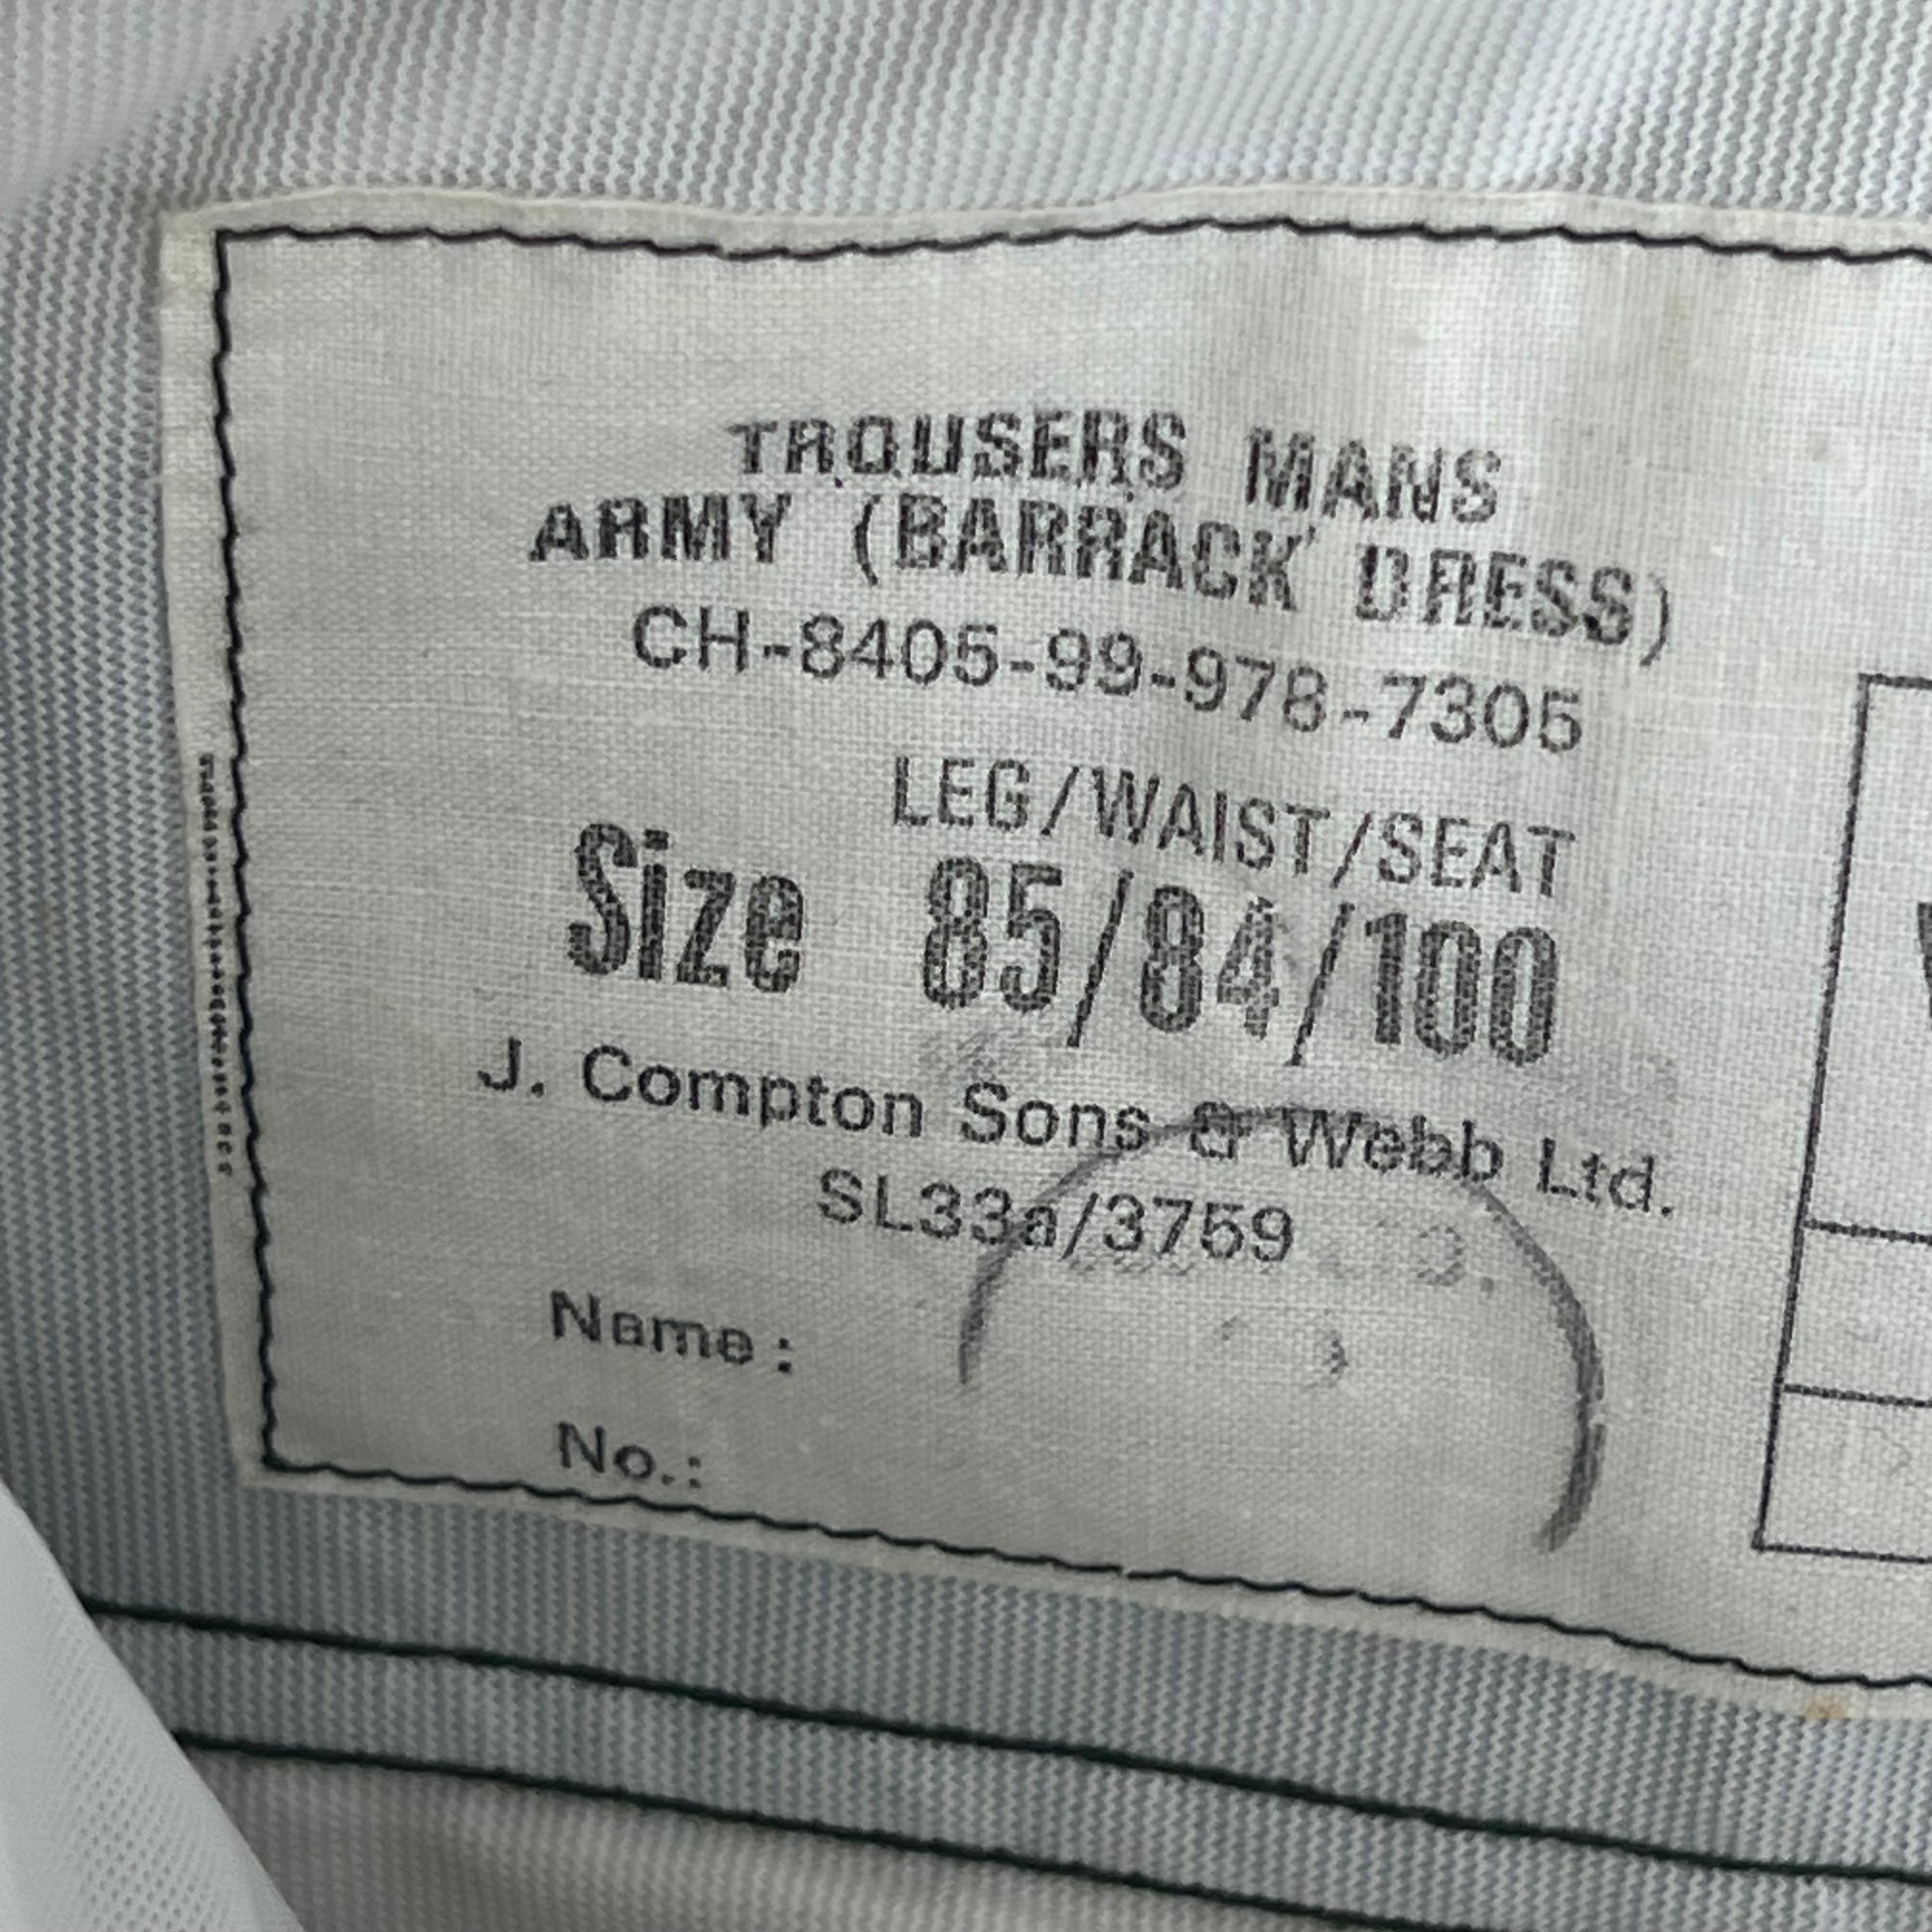 TROUSERS MANS
ARMY (BARRACK DRESS)
CH-8405-99-978-7305
LEG/WAIST/SEAT
Size 85/84/100
J. Compton Sons & Webb Ltd.
SL33a/3759
Name:
No.: